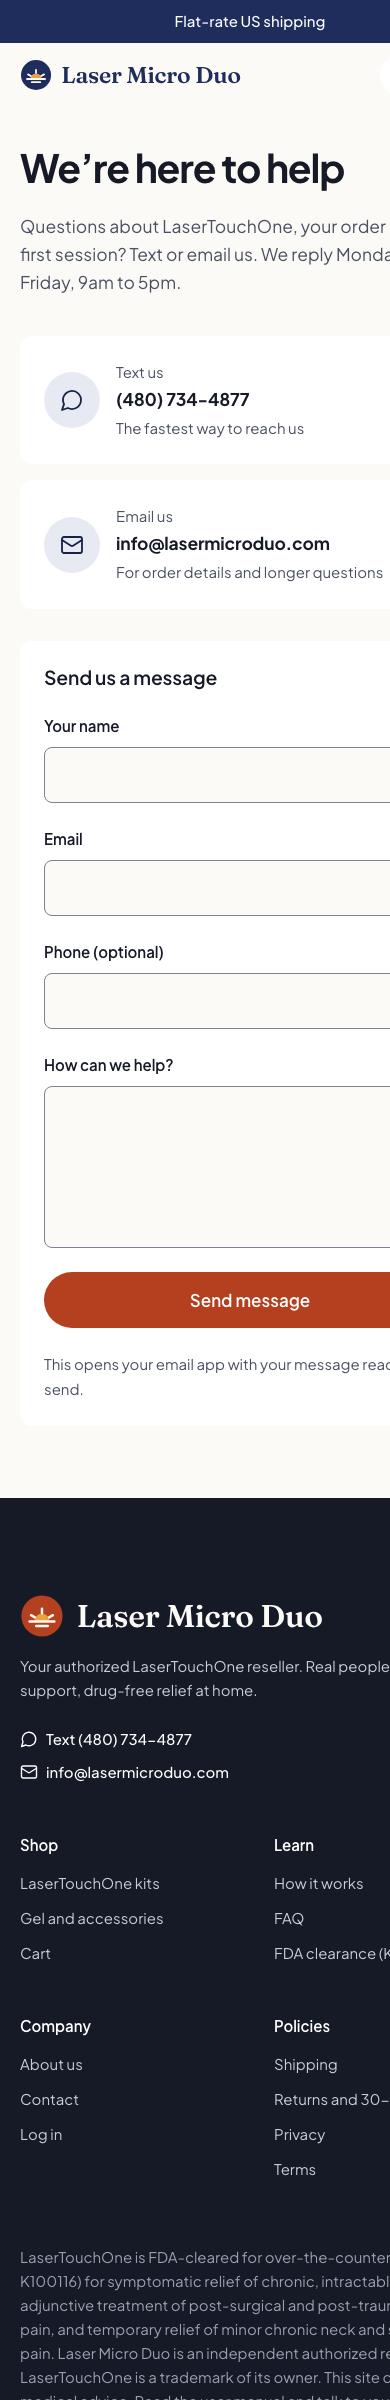 Flat-rate US shipping
Laser Micro Duo
We're here to help
Questions about LaserTouchOne, your order
first session? Text or email us. We reply Monda
Friday, 9am to 5pm.
Text us
(480) 734-4877
The fastest way to reach us
Email us
info@lasermicroduo.com
For order details and longer questions
Send us a message
Your name
Email
Phone (optional)
How can we help?
Send message
This opens your email app with your message read
send.
Laser Micro Duo
Your authorized LaserTouchOne reseller. Real people
support, drug-free relief at home.
Text (480) 734-4877
info@lasermicroduo.com
Shop
Learn
LaserTouchOne kits
How it works
Gel and accessories
FAQ
Cart
FDA clearance (K
Company
Policies
About us
Shipping
Contact
Returns and 30-
Log in
Privacy
Terms
LaserTouchOne is FDA-cleared for over-the-counter
K100116) for symptomatic relief of chronic, intractabl
adjunctive treatment of post-surgical and post-traum
pain, and temporary relief of minor chronic neck and s
pain. Laser Micro Duo is an independent authorized re
LaserTouchOne is a trademark of its owner. This site d